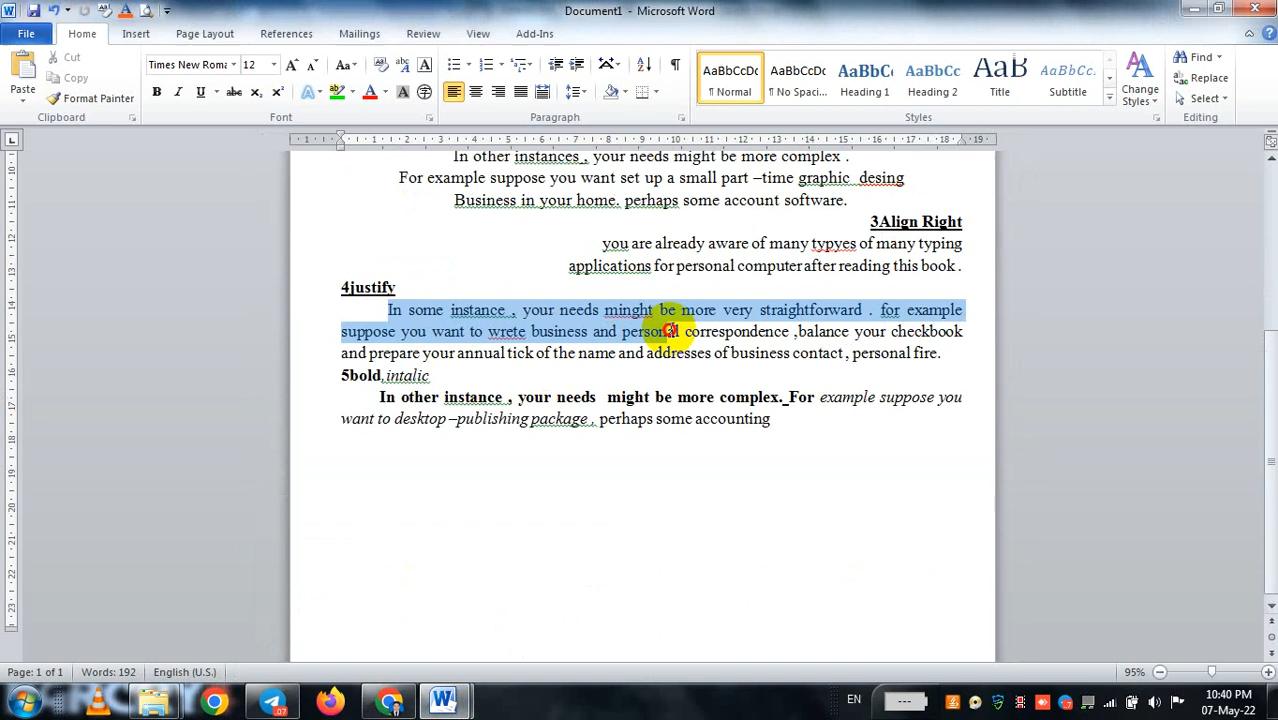 Document1 - Microsoft Word
File Home Insert Page Layout References Mailings Review View Add-Ins
Paste
Cut
Copy
Format Painter
Clipboard
Times New Roma 12
B I U abc x₂ x²
Font
Paragraph
AaBbCcDc AaBbCcDc AaBbCc AaBbCc AaB AaBbCc.
¶ Normal ¶ No Spaci... Heading 1 Heading 2 Title Subtitle
Change Styles
Styles
Find
Replace
Select
Editing
In other instances , your needs might be more complex .
For example suppose you want set up a small part –time graphic desing
Business in your home. perhaps some account software.
3Align Right
you are already aware of many typyes of many typing
applications for personal computer after reading this book .
4justify
In some instance , your needs minght be more very straightforward . for example
suppose you want to wrete business and personal correspondence ,balance your checkbook
and prepare your annual tick of the name and addresses of business contact , personal fire.
5bold,intalic
In other instance , your needs might be more complex. For example suppose you
want to desktop –publishing package , perhaps some accounting
Page: 1 of 1 Words: 192 English (U.S.) 95%
EN
10:40 PM
07-May-22